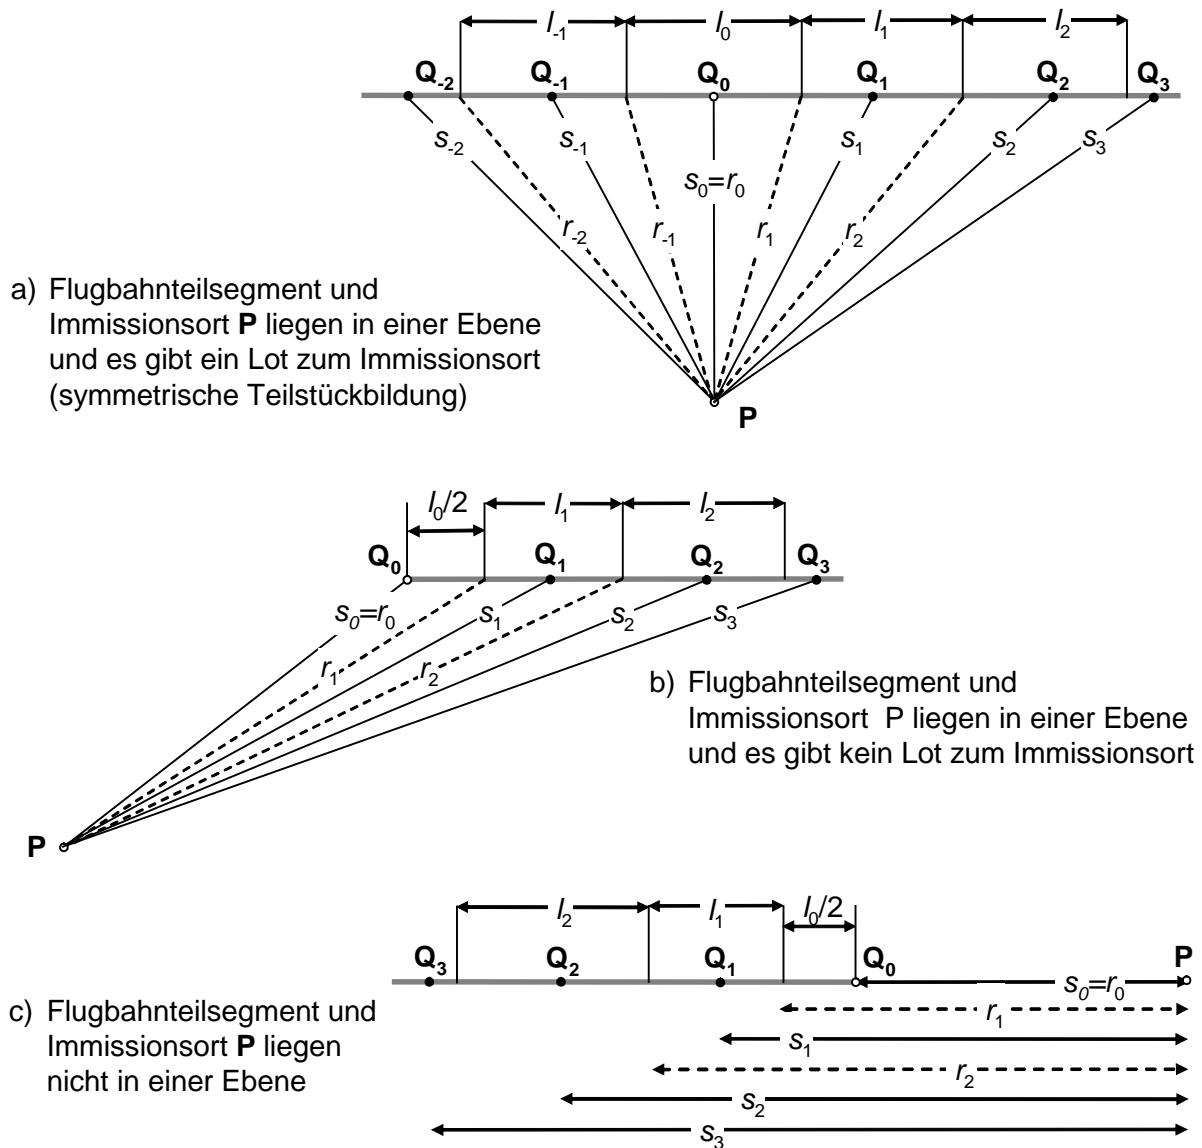 l-1 l0 l1 l2
Q-2 Q-1 Q0 Q1 Q2 Q3
s-2 s-1 s0=r0 s1 s2 s3
r-2 r-1 r1 r2
a) Flugbahnteilsegment und
Immissionsort P liegen in einer Ebene
und es gibt ein Lot zum Immissionsort
(symmetrische Teilstückbildung)
P
l0/2 l1 l2
Q0 Q1 Q2 Q3
s0=r0 s1 s2 s3
r1 r2
b) Flugbahnteilsegment und
Immissionsort P liegen in einer Ebene
und es gibt kein Lot zum Immissionsort
P
l2 l1 l0/2
Q3 Q2 Q1 Q0 P
s0=r0
c) Flugbahnteilsegment und
Immissionsort P liegen
nicht in einer Ebene
r1
s1
r2
s2
s3